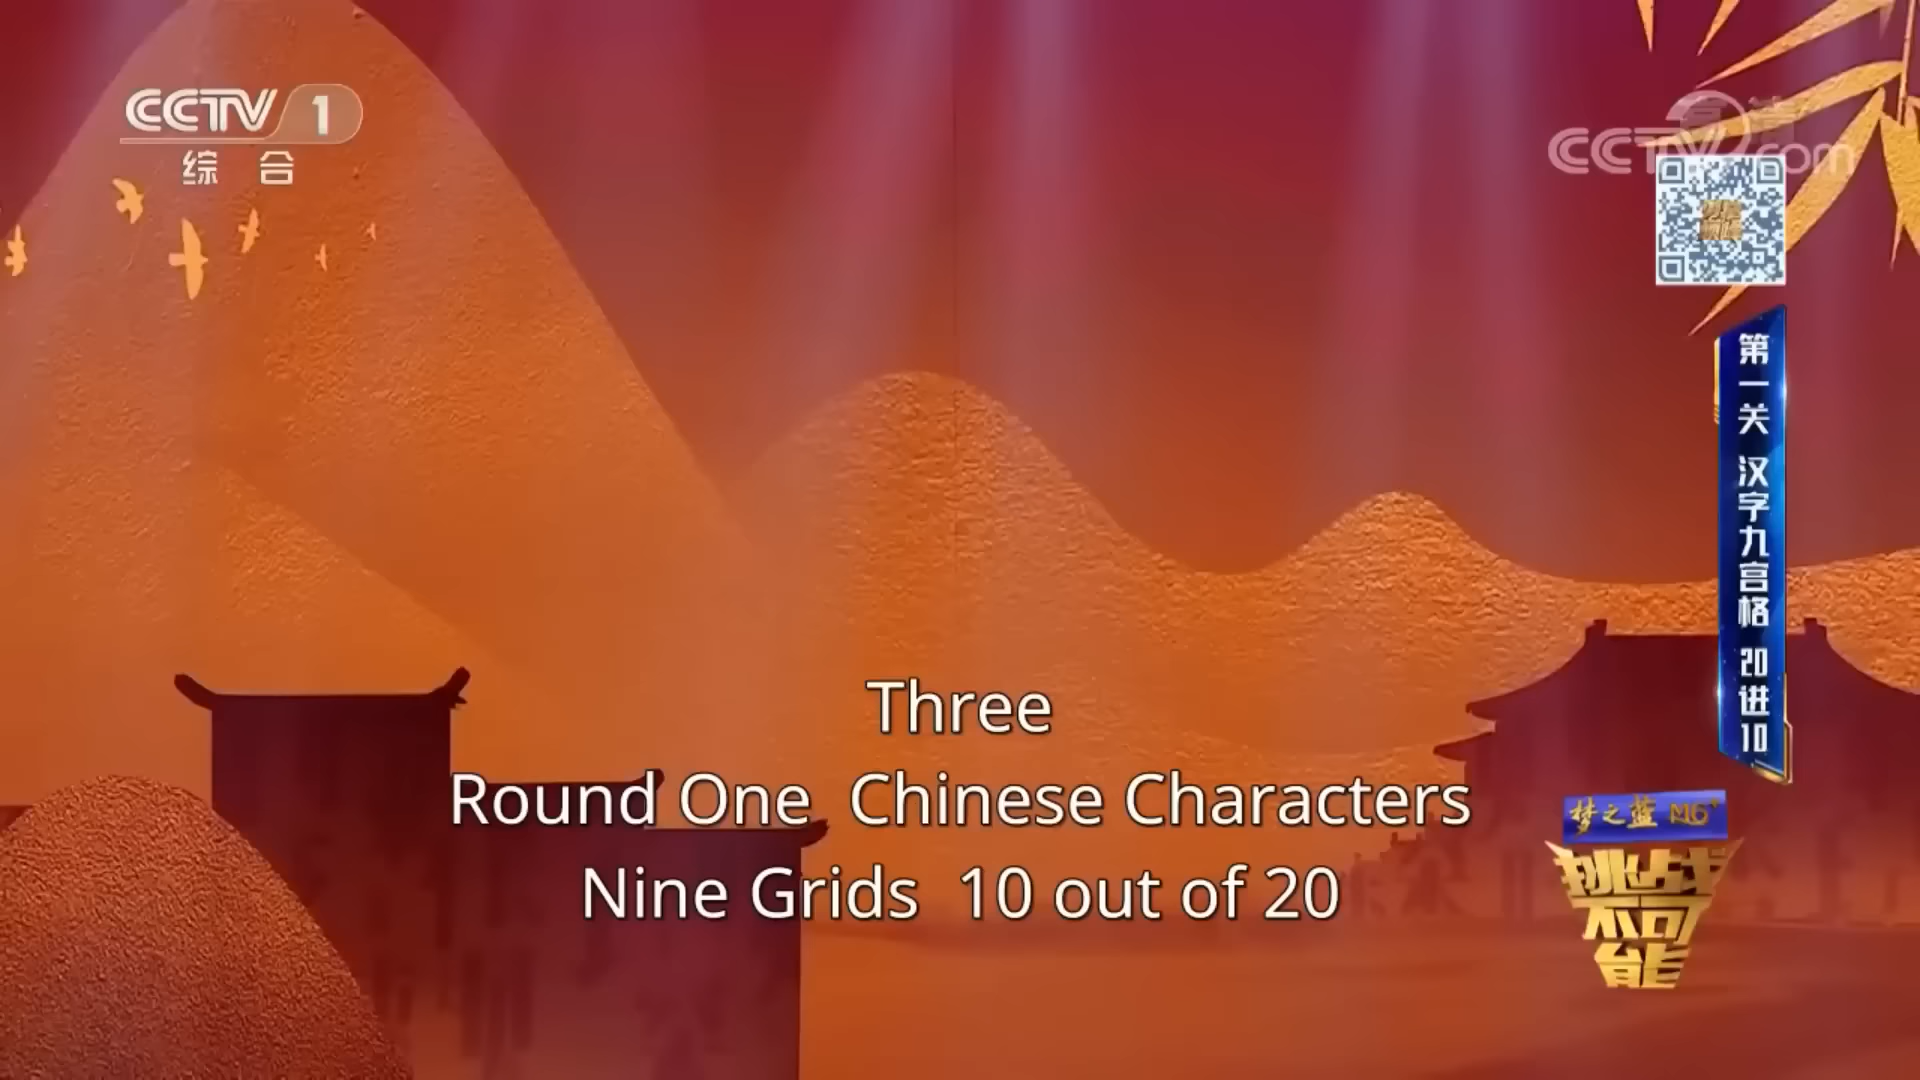 CCTV 1
综合
CCTV.com
第一关 汉字九宫格 20进10
Three
Round One Chinese Characters
Nine Grids 10 out of 20
梦之蓝 M6+
挑战
不可
能